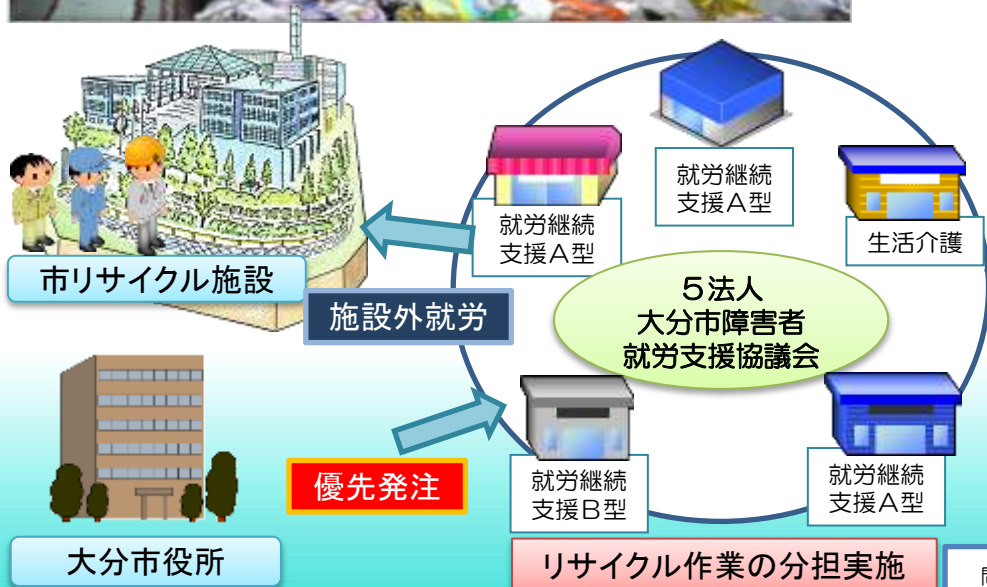 就労継続
支援A型
就労継続
支援A型
生活介護
市リサイクル施設
施設外就労
5法人
大分市障害者
就労支援協議会
優先発注
就労継続
支援B型
就労継続
支援A型
大分市役所
リサイクル作業の分担実施